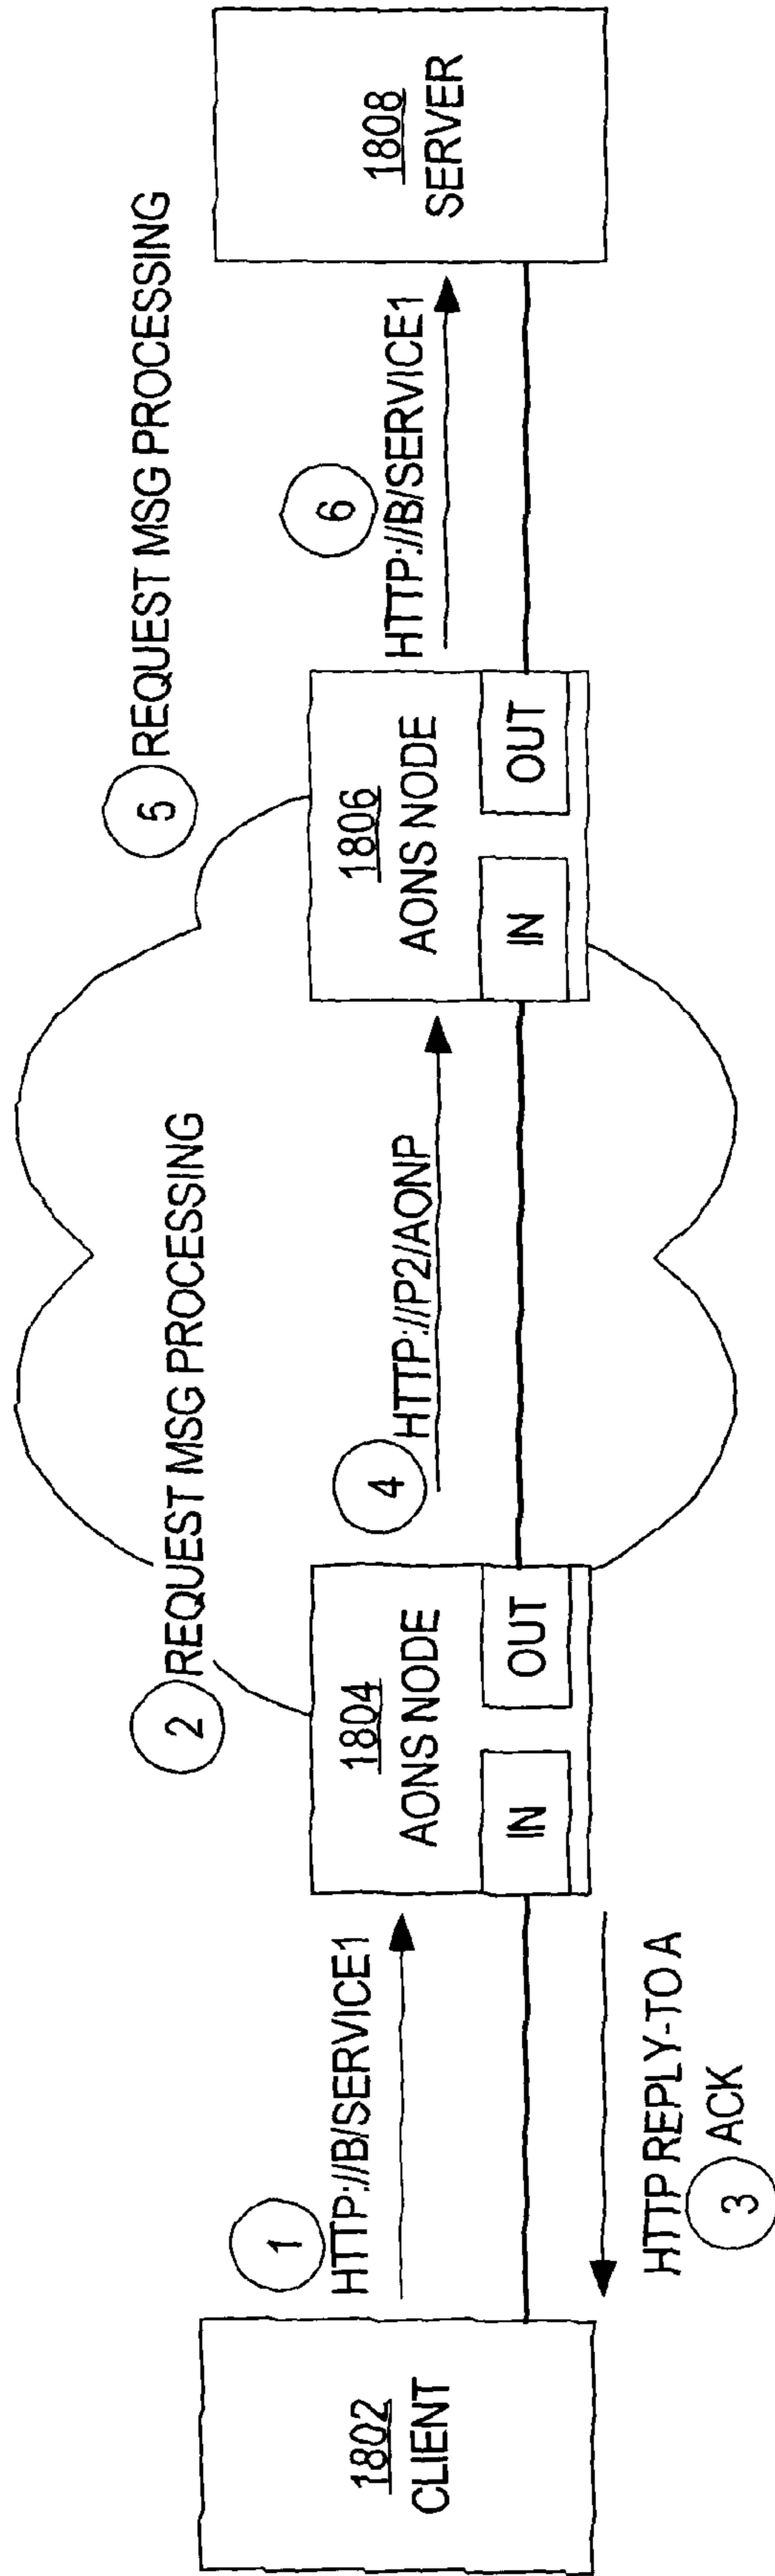 1802
CLIENT
1
HTTP://B/SERVICE1
HTTP REPLY-TO A
3 ACK
2 REQUEST MSG PROCESSING
1804
AONS NODE
IN
OUT
4
HTTP://P2/AONP
5 REQUEST MSG PROCESSING
1806
AONS NODE
IN
OUT
6
HTTP://B/SERVICE1
1808
SERVER